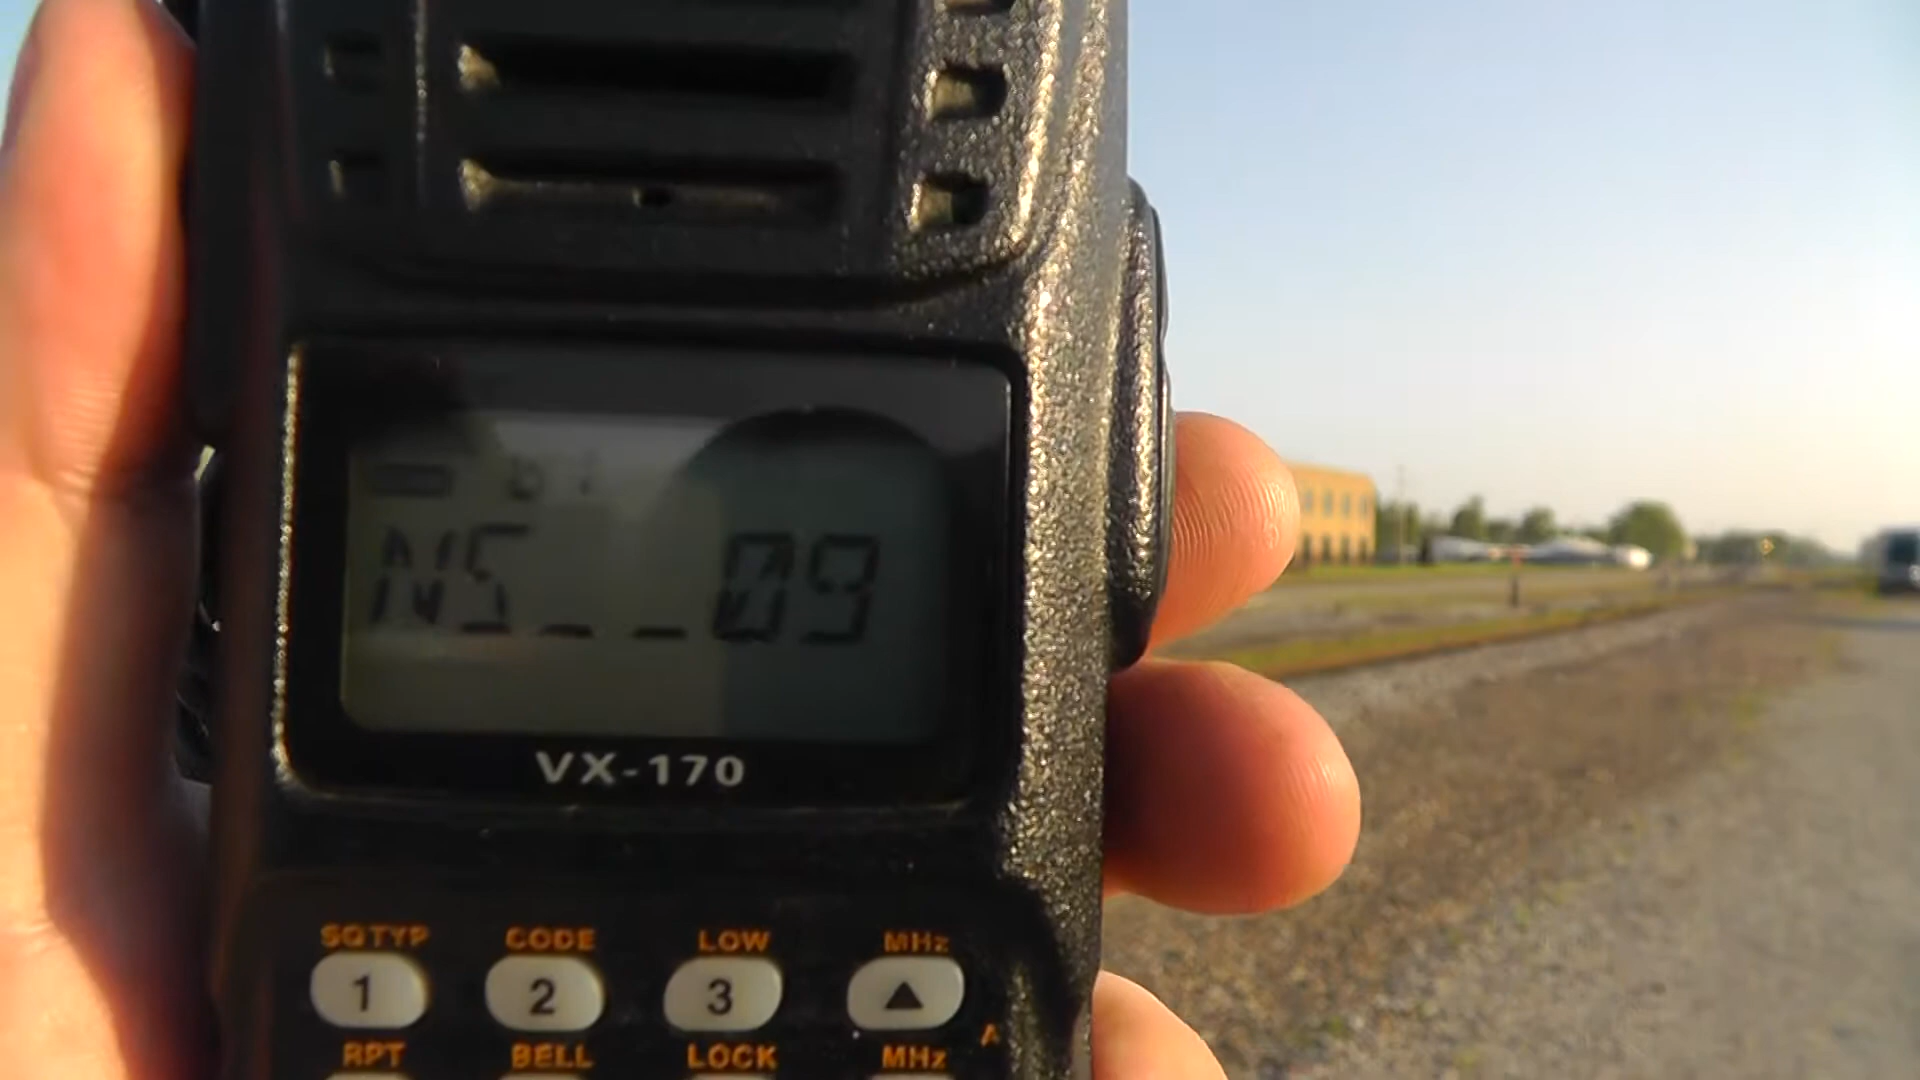 NS__09
VX-170
SQTYP CODE LOW MHz
1 2 3 ▲
A
RPT BELL LOCK MHz